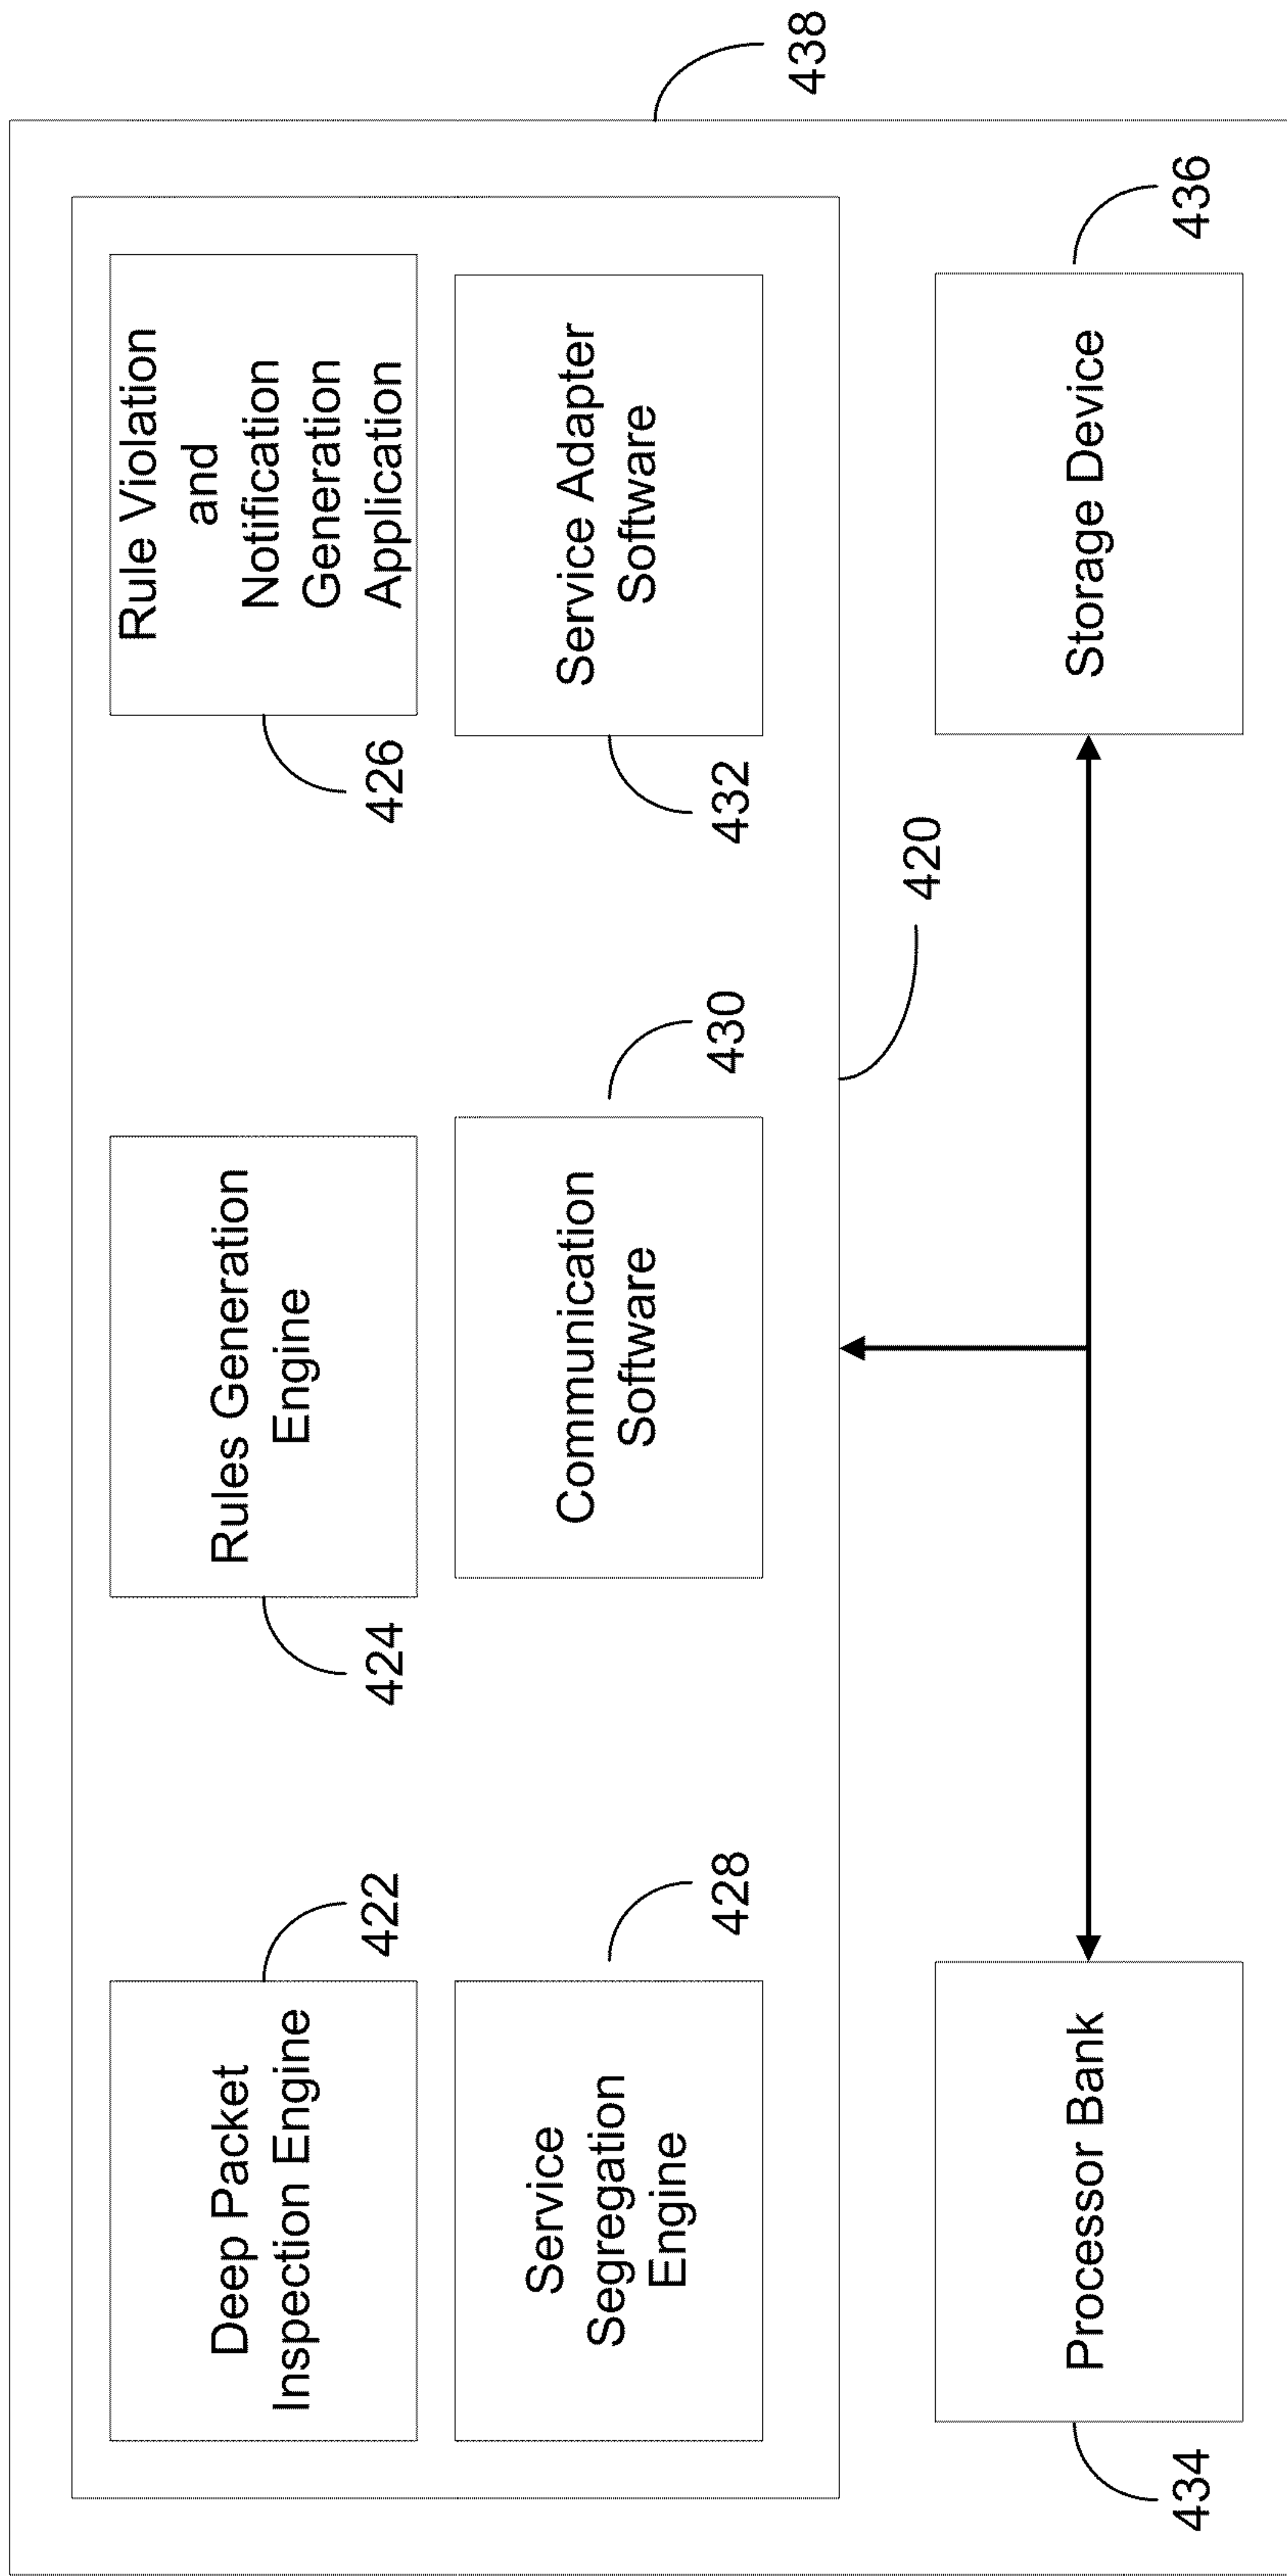 Deep Packet
Inspection Engine
422
Rules Generation
Engine
424
Rule Violation
and
Notification
Generation
Application
426
Service
Segregation
Engine
428
Communication
Software
430
Service Adapter
Software
432
420
438
Processor Bank
434
Storage Device
436